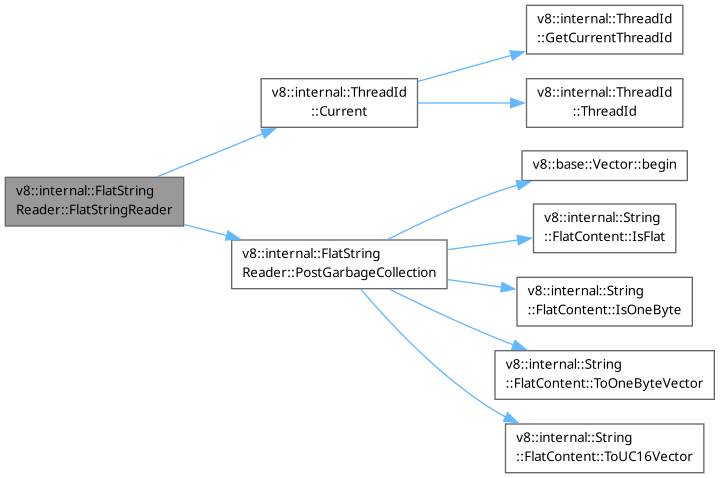 v8::internal::ThreadId
::GetCurrentThreadId
v8::internal::ThreadId
::Current
v8::internal::ThreadId
::ThreadId
v8::base::Vector::begin
v8::internal::FlatString
Reader::FlatStringReader
v8::internal::String
::FlatContent::IsFlat
v8::internal::FlatString
Reader::PostGarbageCollection
v8::internal::String
::FlatContent::IsOneByte
v8::internal::String
::FlatContent::ToOneByteVector
v8::internal::String
::FlatContent::ToUC16Vector